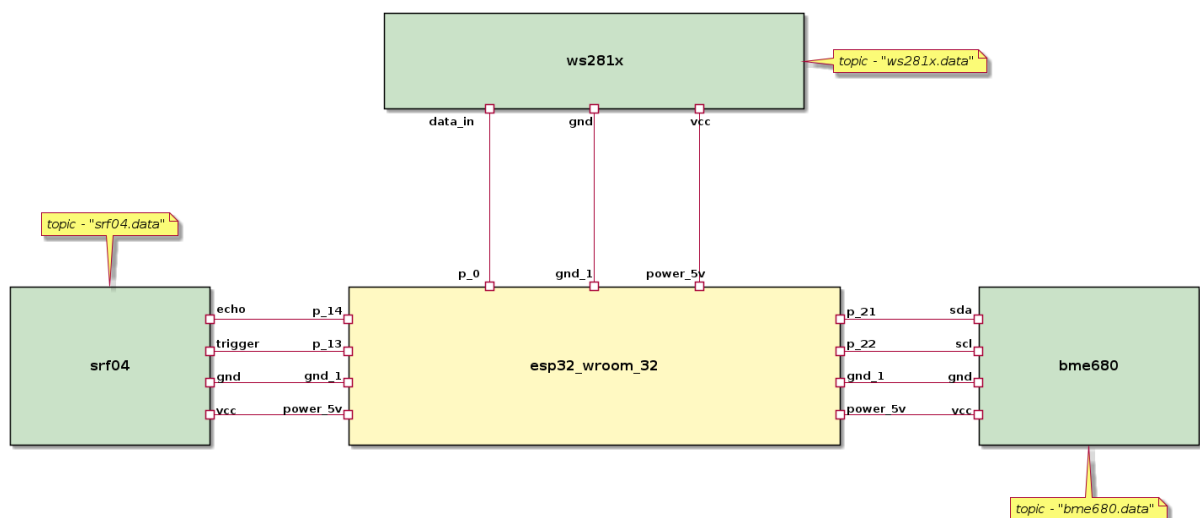 ws281x
topic - "ws281x.data"
data_in
gnd
vcc
topic - "srf04.data"
p_0
gnd_1
power_5v
srf04
echo
trigger
gnd
vcc
p_14
p_13
gnd_1
power_5v
esp32_wroom_32
p_21
p_22
gnd_1
power_5v
sda
scl
gnd
vcc
bme680
topic - "bme680.data"